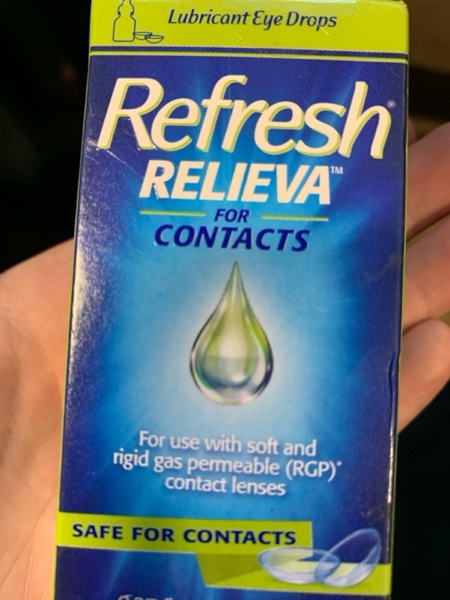 Lubricant Eye Drops
Refresh®
RELIEVA™
FOR
CONTACTS
For use with soft and
rigid gas permeable (RGP)*
contact lenses
SAFE FOR CONTACTS